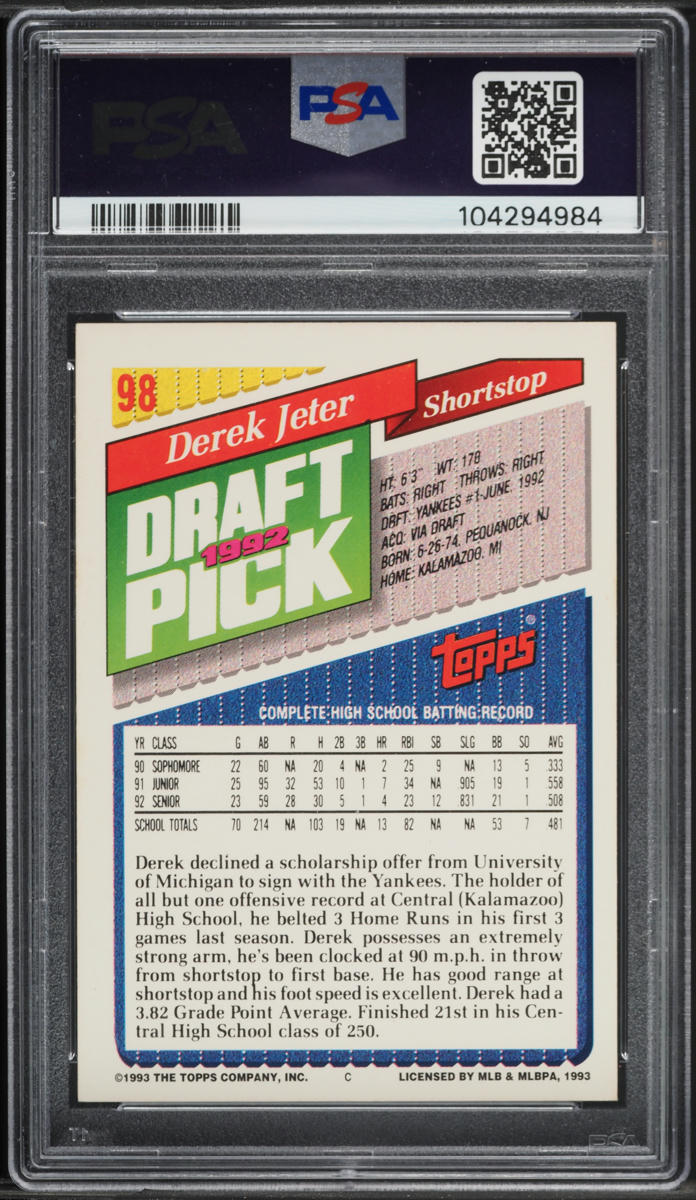 PSA
PSA
104294984
98
Derek Jeter
Shortstop
DRAFT
1992
PICK
HT: 6'3" WT: 178
BATS: RIGHT THROWS: RIGHT
DRFT: YANKEES #1-JUNE, 1992
ACQ: VIA DRAFT
BORN: 6-26-74, PEQUANOCK, NJ
HOME: KALAMAZOO, MI
TOPPS®
COMPLETE HIGH SCHOOL BATTING RECORD
YR CLASS G AB R H 2B 3B HR RBI SB SLG BB SO AVG
90 SOPHOMORE 22 60 NA 20 4 NA 2 25 9 NA 13 5 .333
91 JUNIOR 25 95 32 53 10 1 7 34 NA .905 19 1 .558
92 SENIOR 23 59 28 30 5 1 4 23 12 .831 21 1 .508
SCHOOL TOTALS 70 214 NA 103 19 NA 13 82 NA NA 53 7 .481
Derek declined a scholarship offer from University
of Michigan to sign with the Yankees. The holder of
all but one offensive record at Central (Kalamazoo)
High School, he belted 3 Home Runs in his first 3
games last season. Derek possesses an extremely
strong arm, he's been clocked at 90 m.p.h. in throw
from shortstop to first base. He has good range at
shortstop and his foot speed is excellent. Derek had a
3.82 Grade Point Average. Finished 21st in his Cen-
tral High School class of 250.
©1993 THE TOPPS COMPANY, INC. C LICENSED BY MLB & MLBPA, 1993
PSA